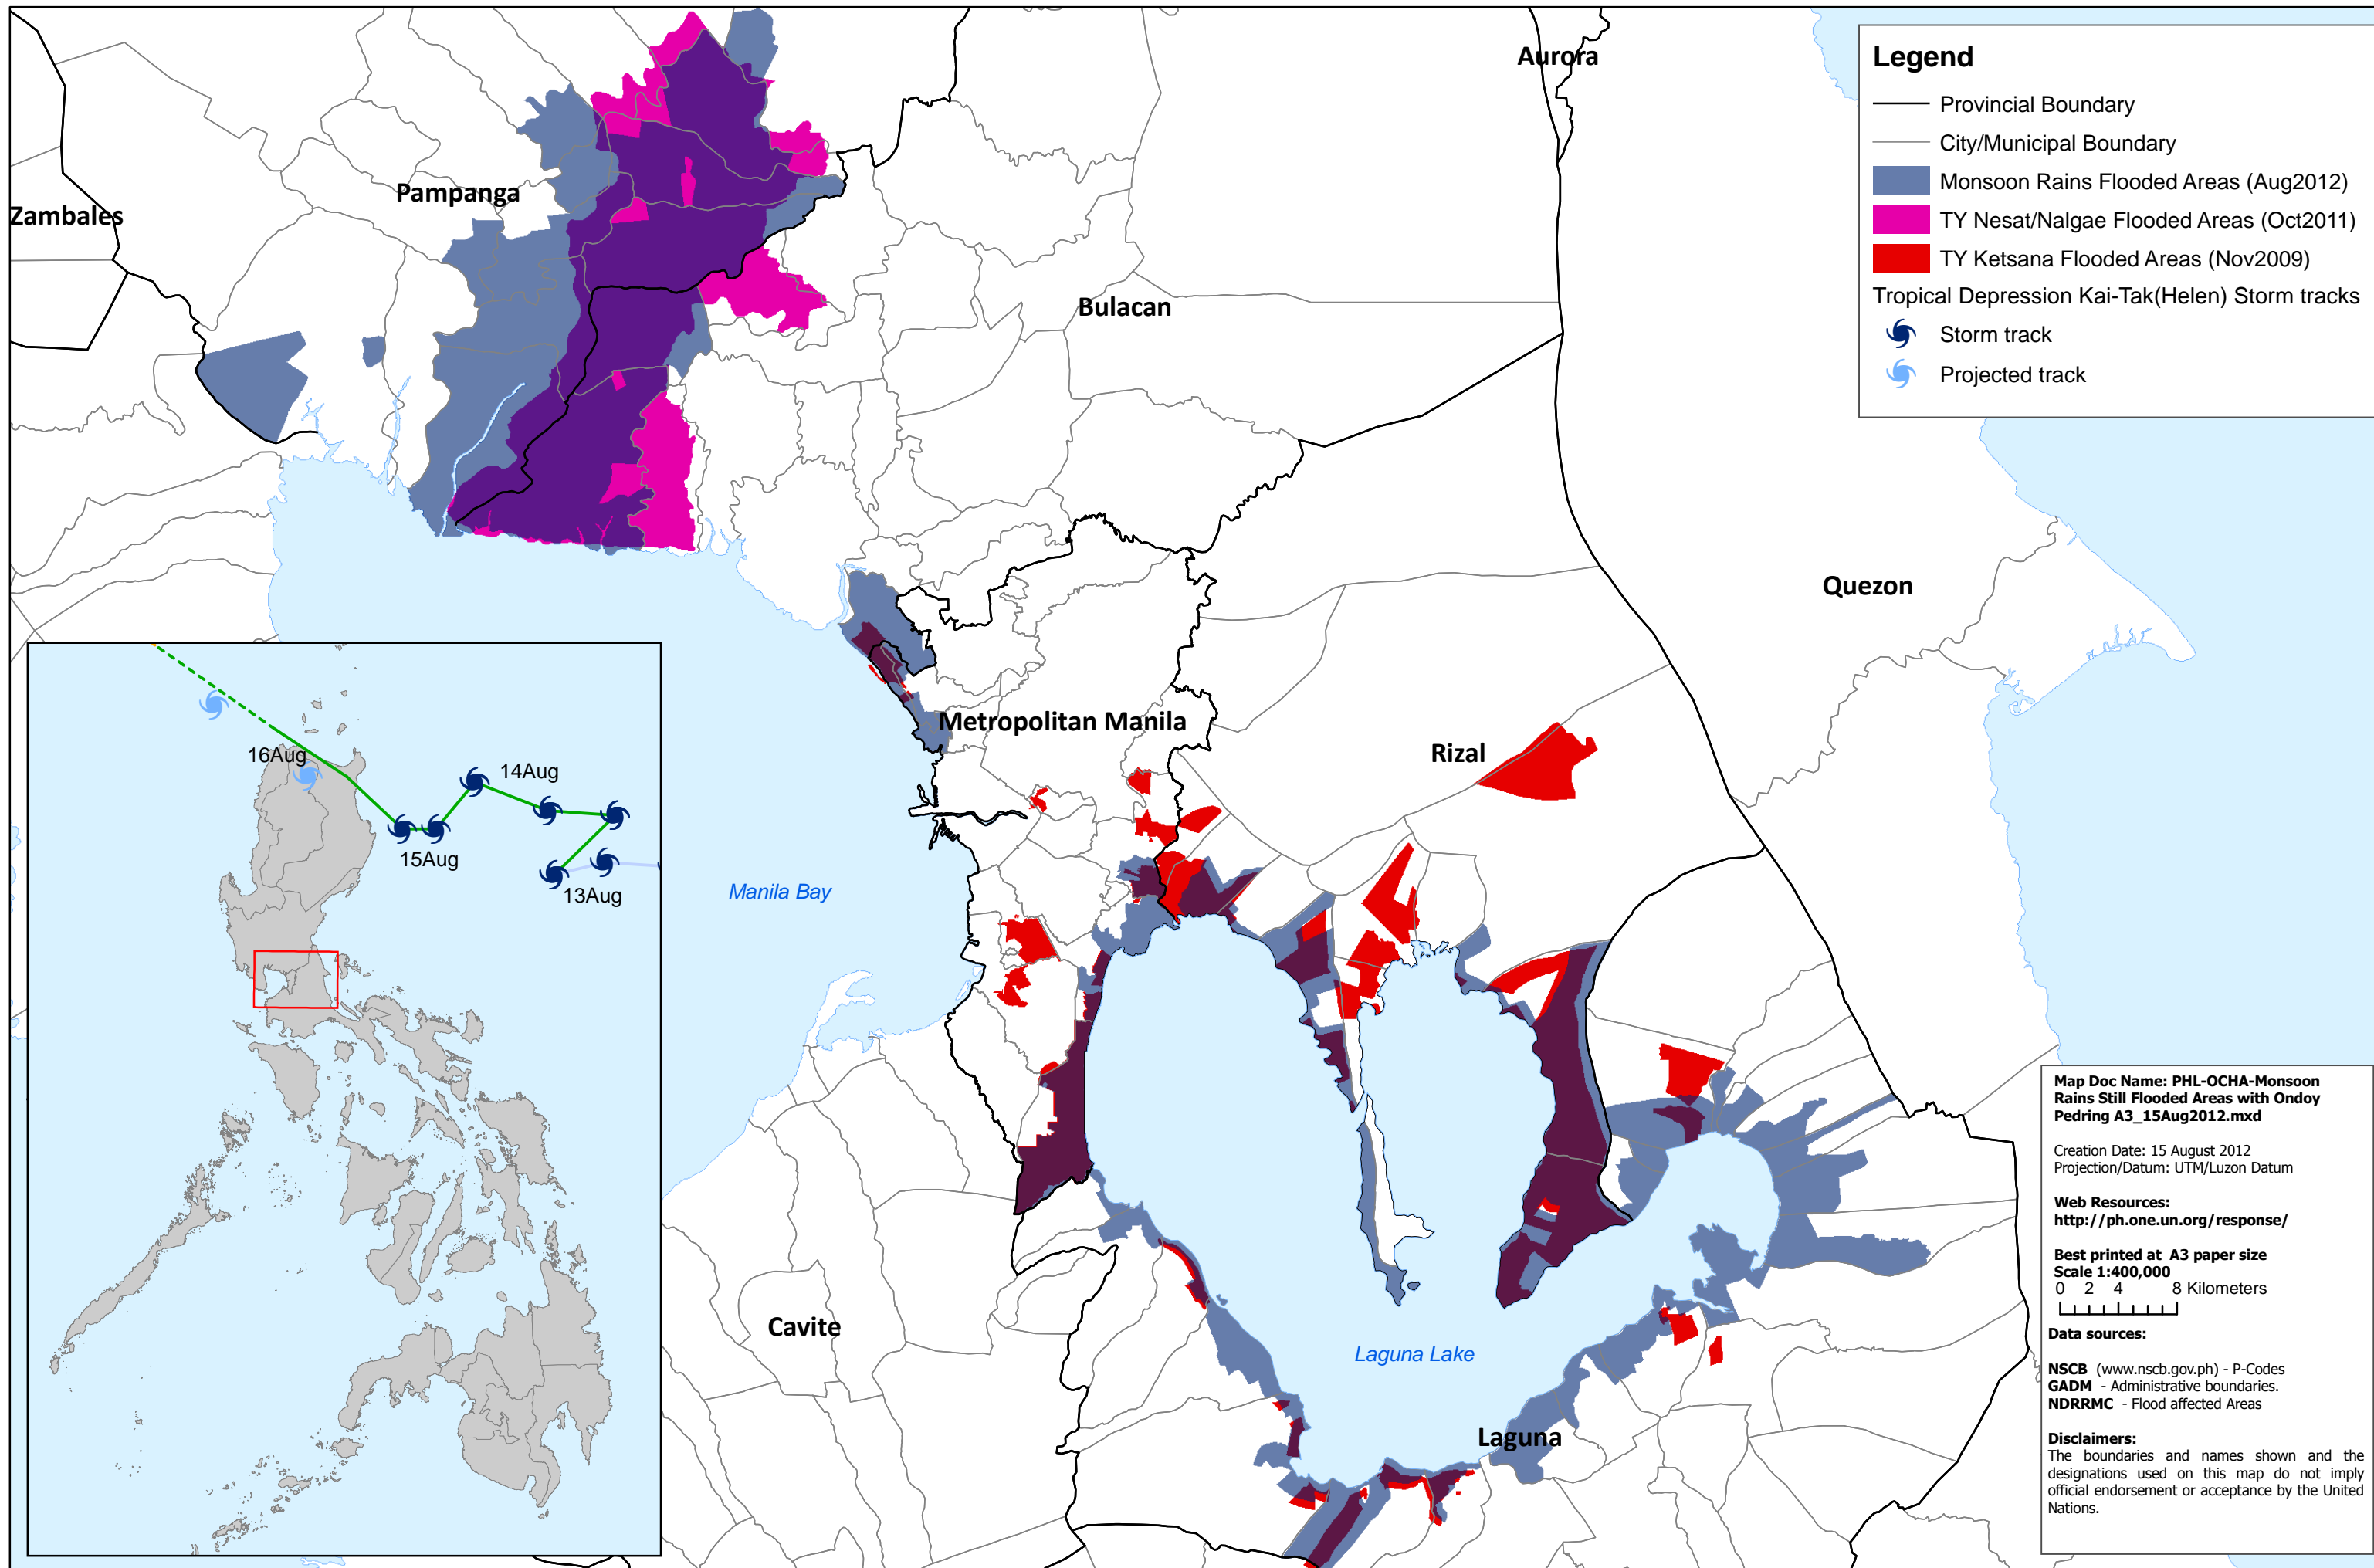 Aurora
Pampanga
Zambales
Bulacan
Quezon
Metropolitan Manila
Rizal
Manila Bay
Cavite
Laguna Lake
Laguna
Legend
Provincial Boundary
City/Municipal Boundary
Monsoon Rains Flooded Areas (Aug2012)
TY Nesat/Nalgae Flooded Areas (Oct2011)
TY Ketsana Flooded Areas (Nov2009)
Tropical Depression Kai-Tak(Helen) Storm tracks
Storm track
Projected track
16Aug
14Aug
15Aug
13Aug
Map Doc Name: PHL-OCHA-Monsoon
Rains Still Flooded Areas with Ondoy
Pedring A3_15Aug2012.mxd
Creation Date: 15 August 2012
Projection/Datum: UTM/Luzon Datum
Web Resources:
http://ph.one.un.org/response/
Best printed at A3 paper size
Scale 1:400,000
0 2 4 8 Kilometers
Data sources:
NSCB (www.nscb.gov.ph) - P-Codes
GADM - Administrative boundaries.
NDRRMC - Flood affected Areas
Disclaimers:
The boundaries and names shown and the
designations used on this map do not imply
official endorsement or acceptance by the United
Nations.